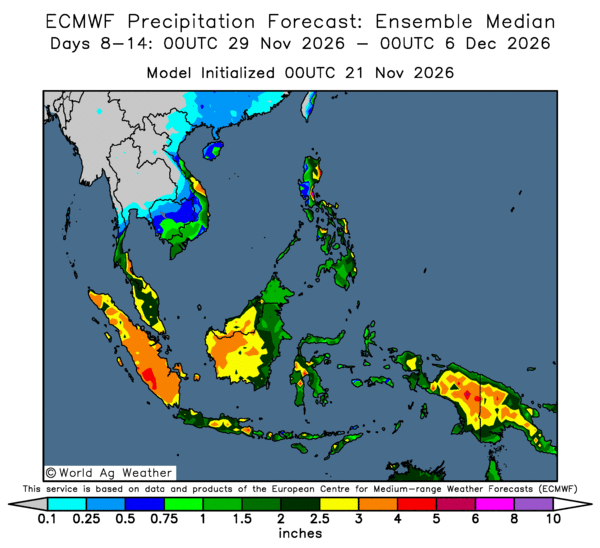 ECMWF Precipitation Forecast: Ensemble Median
Days 8-14: 00UTC 29 Nov 2026 - 00UTC 6 Dec 2026
Model Initialized 00UTC 21 Nov 2026
© World Ag Weather
This service is based on data and products of the European Centre for Medium-range Weather Forecasts (ECMWF)
0.1 0.25 0.5 0.75 1 1.5 2 2.5 3 4 5 6 8 10
inches